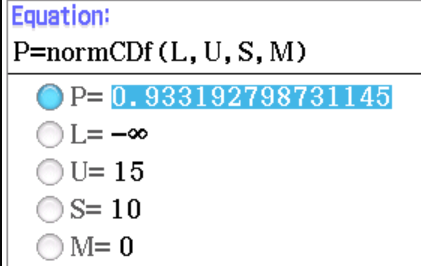 Equation:
P=normCDf(L,U,S,M)
P= 0.933192798731145
L= -∞
U= 15
S= 10
M= 0